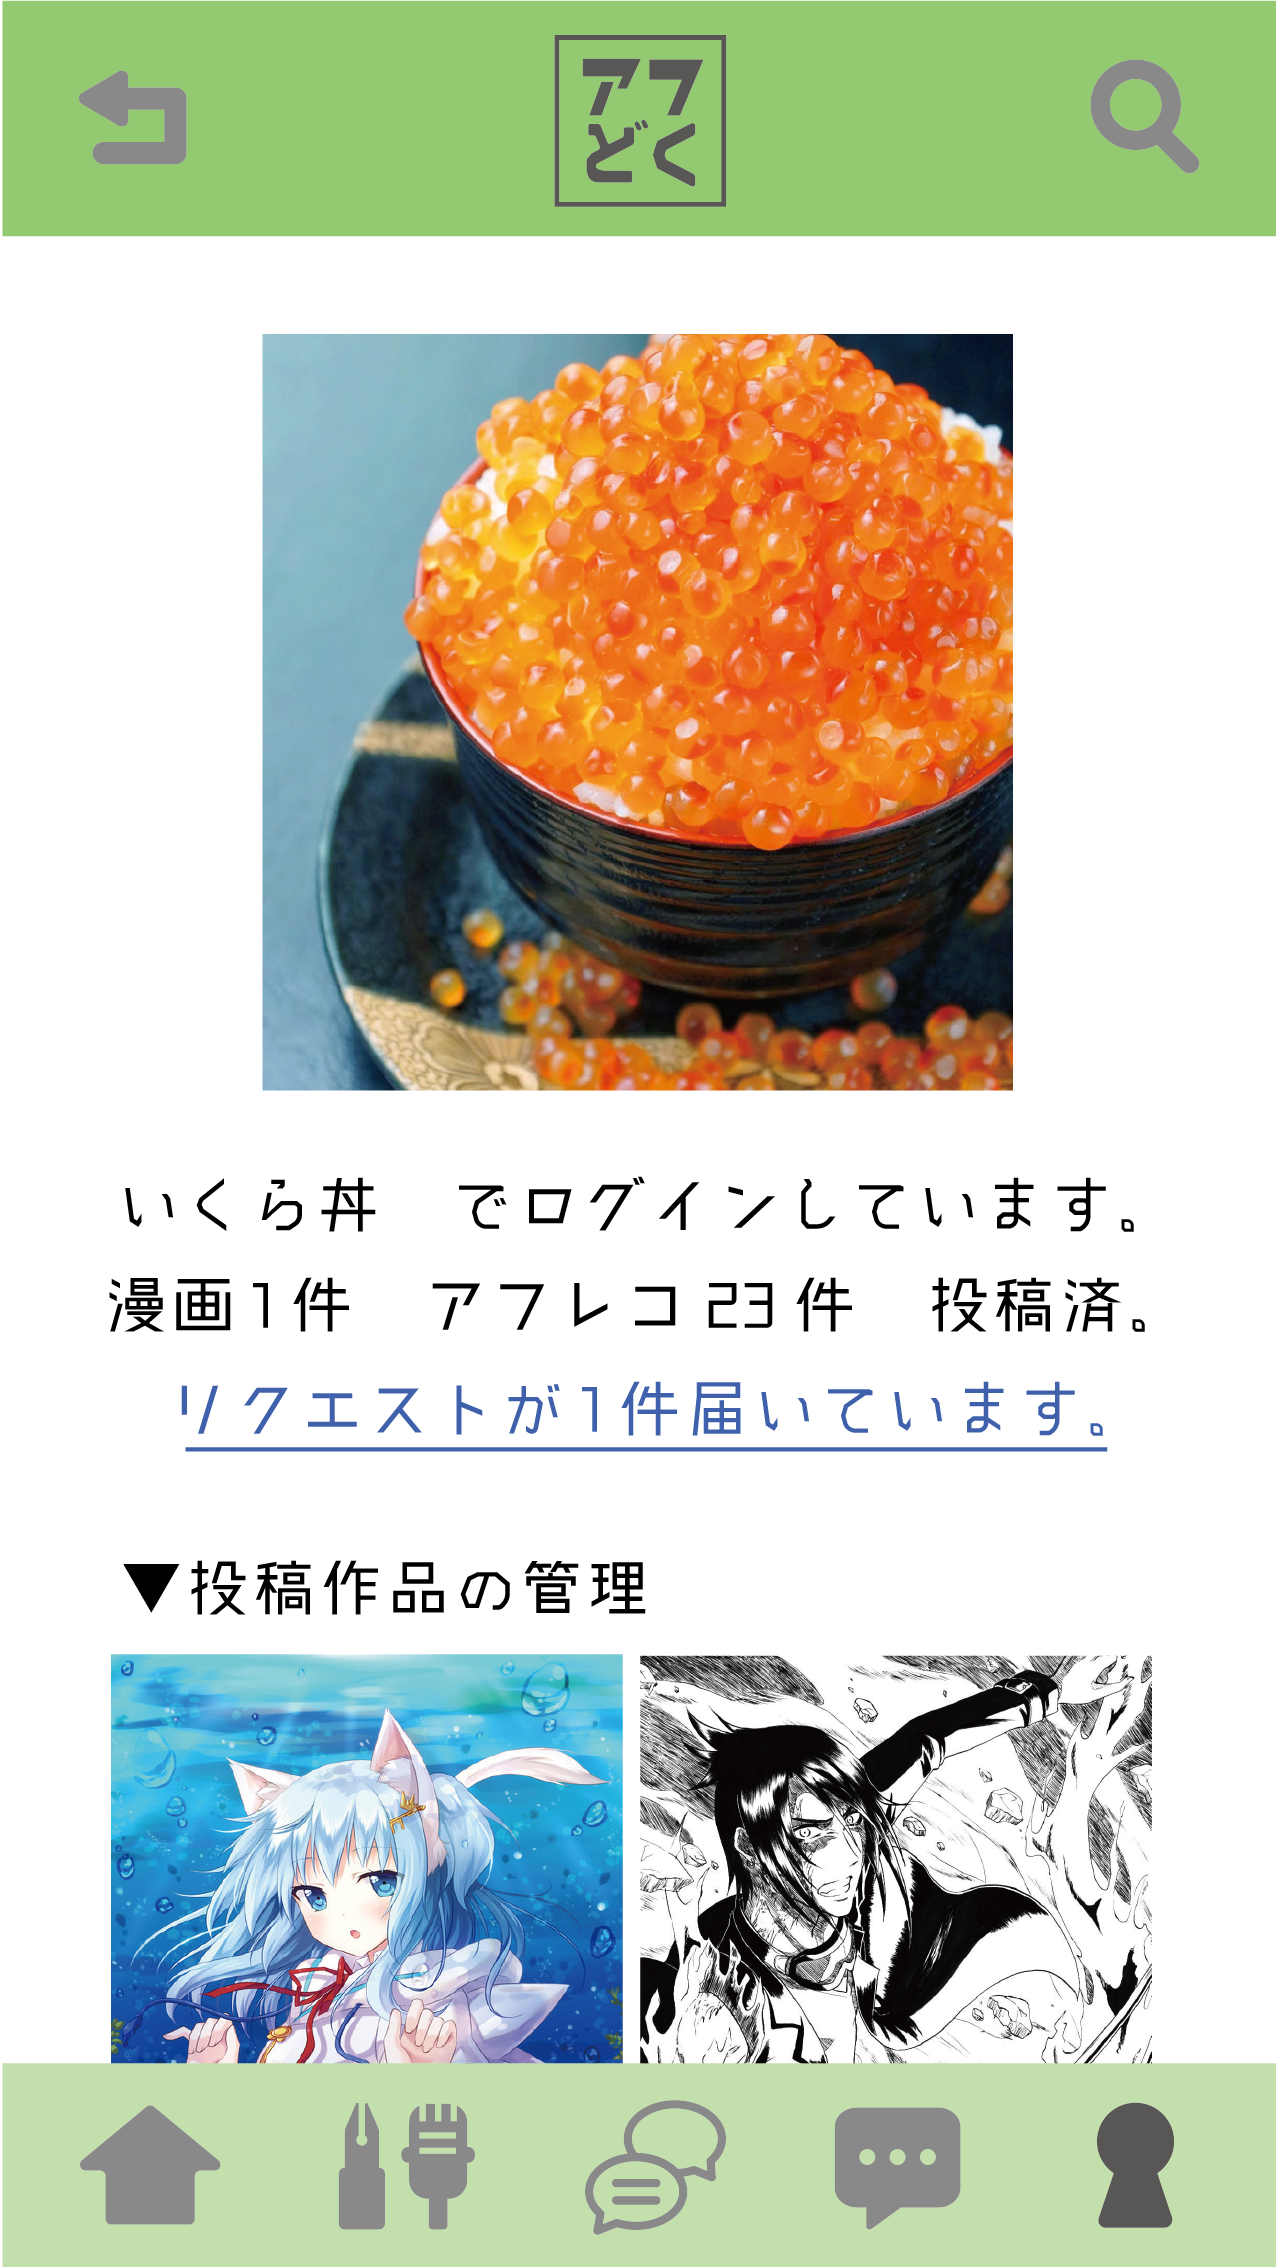 アフ
どく
いくら丼　でログインしています。
漫画1件　アフレコ23件　投稿済。
リクエストが1件届いています。
▼投稿作品の管理